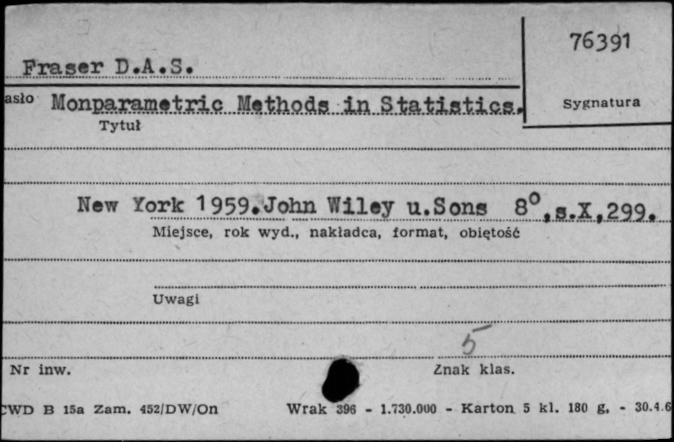 76391
Fraser D.A.S.
asło Monparametric Methods in Statistics.
Sygnatura
Tytuł
New York 1959.John Wiley u.Sons 8°,s.X,299.
Miejsce, rok wyd., nakładca, format, obiętość
Uwagi
5
Nr inw. Znak klas.
CWD B 15a Zam. 452/DW/On Wrak 396 - 1.730.000 - Karton 5 kl. 180 g. - 30.4.6